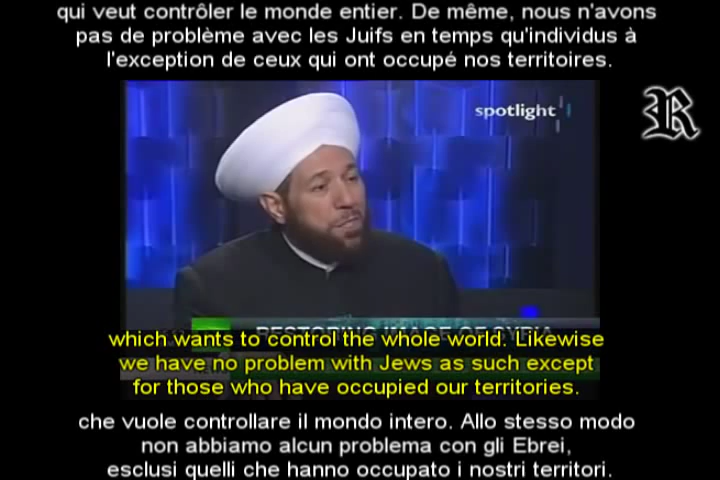 qui veut contrôler le monde entier. De même, nous n'avons
pas de problème avec les Juifs en temps qu'individus à
l'exception de ceux qui ont occupé nos territoires.
spotlight
R
RESTORING IMAGE OF SYRIA
which wants to control the whole world. Likewise
we have no problem with Jews as such except
for those who have occupied our territories.
che vuole controllare il mondo intero. Allo stesso modo
non abbiamo alcun problema con gli Ebrei,
esclusi quelli che hanno occupato i nostri territori.